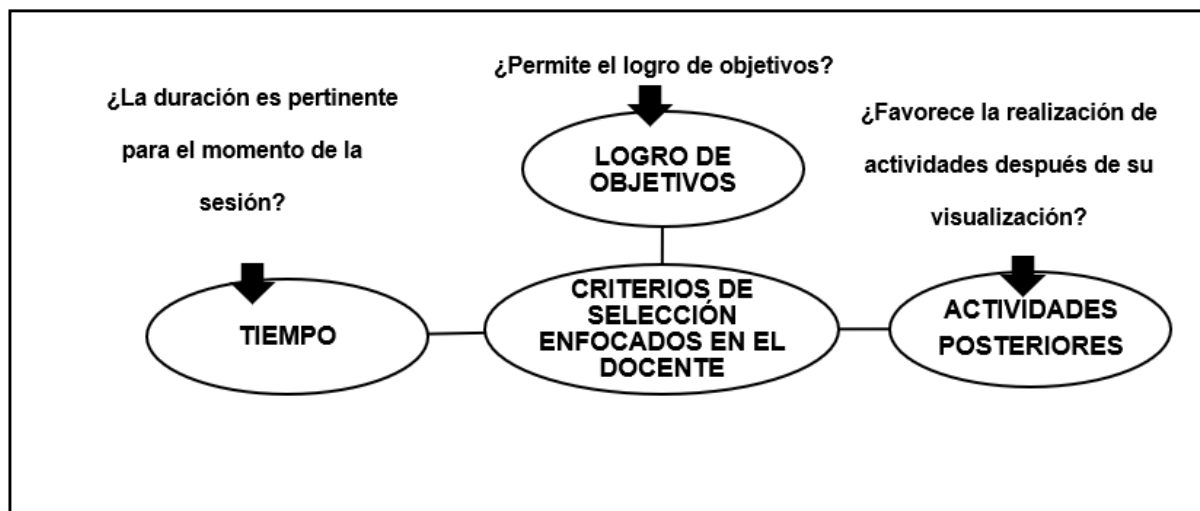 ¿Permite el logro de objetivos?
LOGRO DE
OBJETIVOS
¿La duración es pertinente
para el momento de la
sesión?
TIEMPO
CRITERIOS DE
SELECCIÓN
ENFOCADOS EN EL
DOCENTE
¿Favorece la realización de
actividades después de su
visualización?
ACTIVIDADES
POSTERIORES